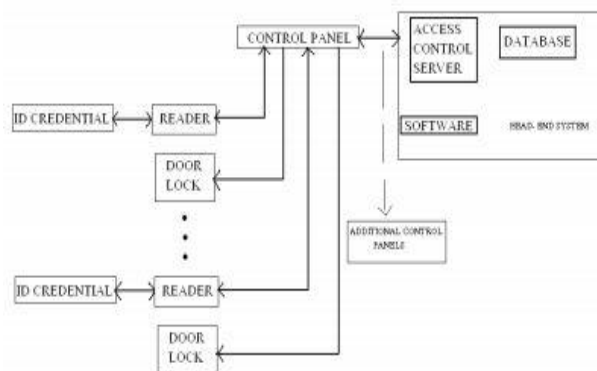 CONTROL PANEL
ACCESS
CONTROL
SERVER
DATABASE
SOFTWARE
HEAD- END SYSTEM
ID CREDENTIAL
READER
DOOR
LOCK
ADDITIONAL CONTROL
PANELS
ID CREDENTIAL
READER
DOOR
LOCK